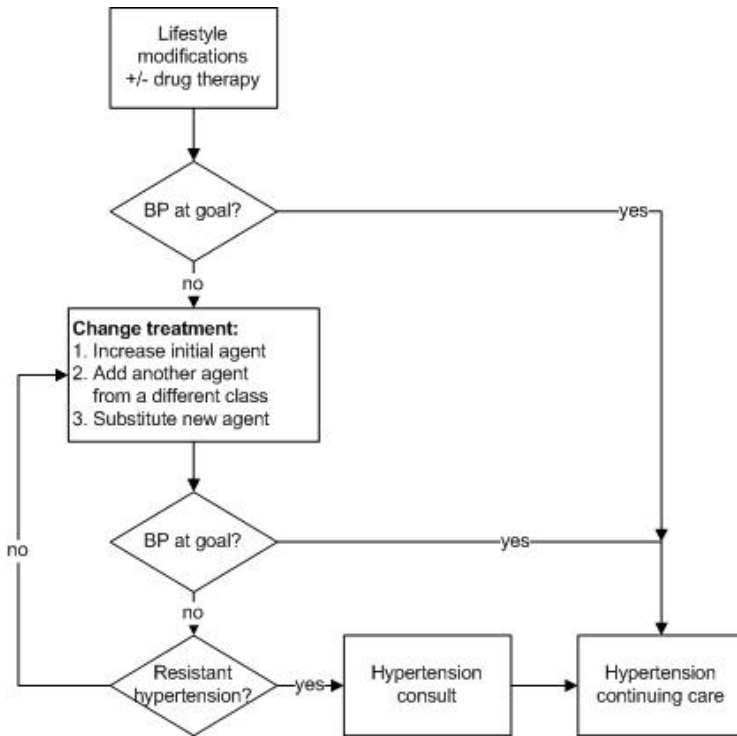 Lifestyle
modifications
+/- drug therapy
BP at goal?
yes
no
Change treatment:
1. Increase initial agent
2. Add another agent
from a different class
3. Substitute new agent
BP at goal?
yes
no
no
Resistant
hypertension?
yes
Hypertension
consult
Hypertension
continuing care